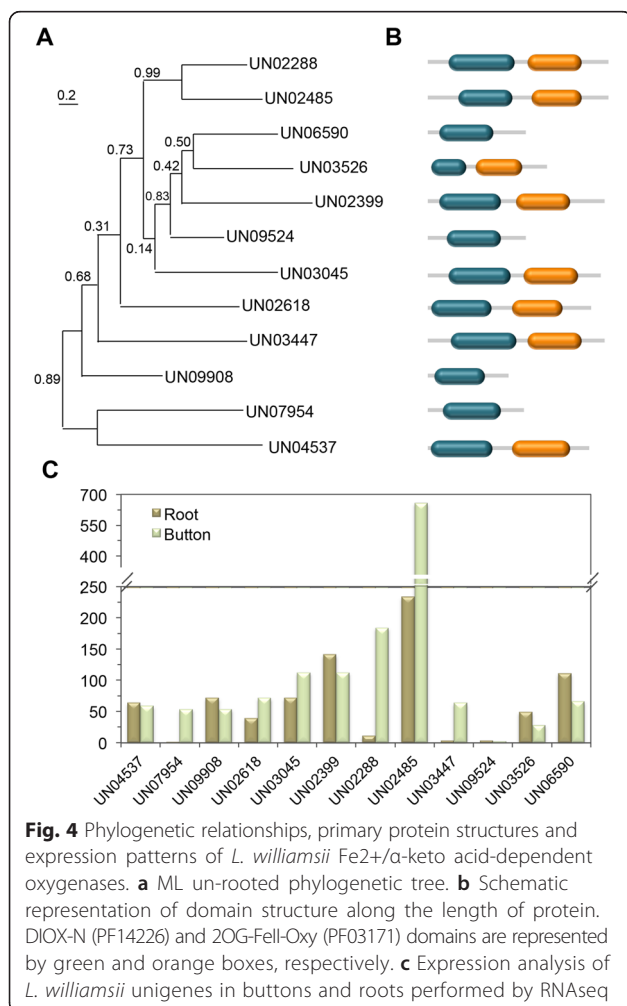 A
B
0.2
0.99
UN02288
UN02485
0.50
UN06590
0.42
UN03526
0.73
0.83
UN02399
0.31
UN09524
0.14
UN03045
0.68
UN02618
UN03447
0.89
UN09908
UN07954
UN04537
C
700
550
400
250
200
150
100
50
0
Root
Button
UN04537
UN07954
UN09908
UN02618
UN03045
UN02399
UN02288
UN02485
UN03447
UN09524
UN03526
UN06590
Fig. 4 Phylogenetic relationships, primary protein structures and
expression patterns of L. williamsii Fe2+/α-keto acid-dependent
oxygenases. a ML un-rooted phylogenetic tree. b Schematic
representation of domain structure along the length of protein.
DIOX-N (PF14226) and 2OG-FeII-Oxy (PF03171) domains are represented
by green and orange boxes, respectively. c Expression analysis of
L. williamsii unigenes in buttons and roots performed by RNAseq